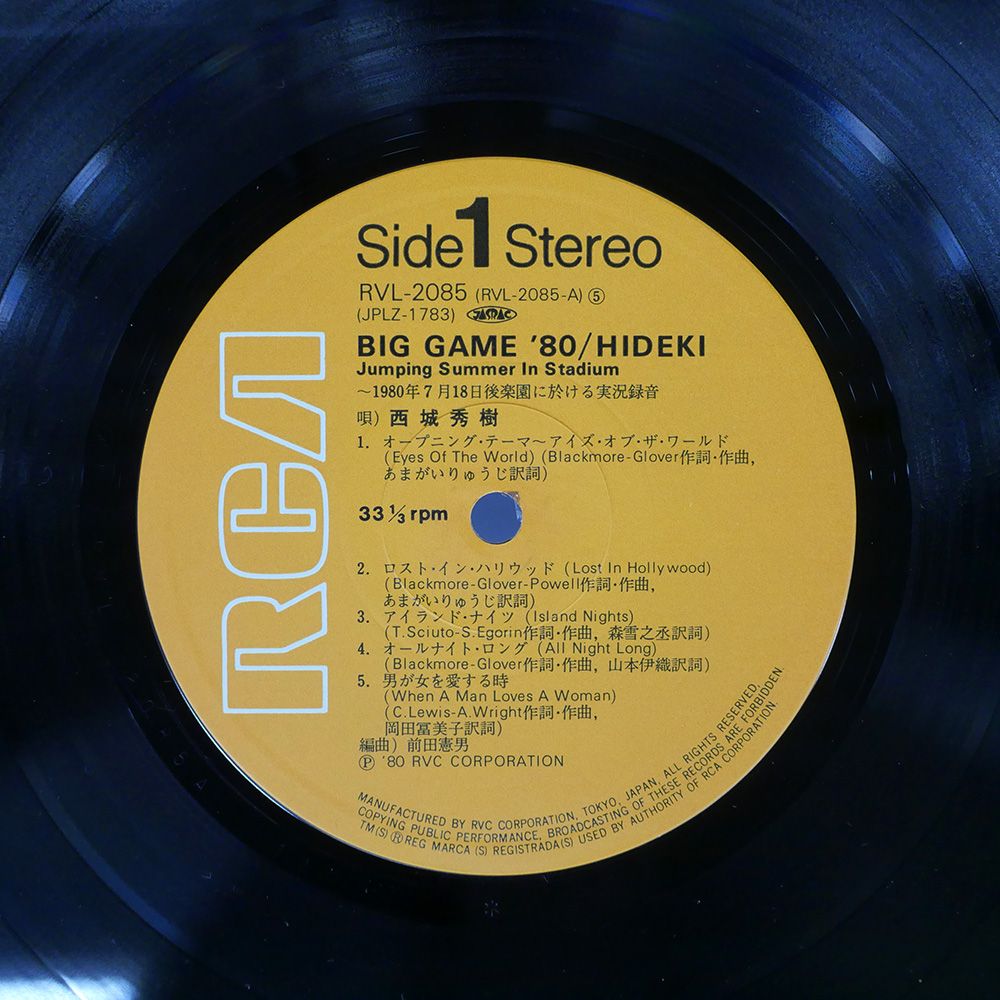 RCA
Side 1 Stereo
RVL-2085 (RVL-2085-A) ⑤
(JPLZ-1783) JASRAC
BIG GAME '80/HIDEKI
Jumping Summer In Stadium
～1980年7月18日後楽園に於ける実況録音
唄) 西城秀樹
1. オープニング・テーマ～アイズ・オブ・ザ・ワールド
(Eyes Of The World) (Blackmore-Glover作詞・作曲,
あまがいりゅうじ訳詞)
33 1/3 rpm
2. ロスト・イン・ハリウッド (Lost In Hollywood)
(Blackmore-Glover-Powell作詞・作曲,
あまがいりゅうじ訳詞)
3. アイランド・ナイツ (Island Nights)
(T.Sciuto-S.Egorin作詞・作曲, 森雪之丞訳詞)
4. オールナイト・ロング (All Night Long)
(Blackmore-Glover作詞・作曲, 山本伊織訳詞)
5. 男が女を愛する時
(When A Man Loves A Woman)
(C.Lewis-A.Wright作詞・作曲,
岡田冨美子訳詞)
編曲) 前田憲男
Ⓟ '80 RVC CORPORATION
MANUFACTURED BY RVC CORPORATION, TOKYO, JAPAN, ALL RIGHTS RESERVED,
COPYING PUBLIC PERFORMANCE, BROADCASTING OF THESE RECORDS ARE FORBIDDEN.
TM(S) ® REG MARCA (S) REGISTRADA(S) USED BY AUTHORITY OF RCA CORPORATION.